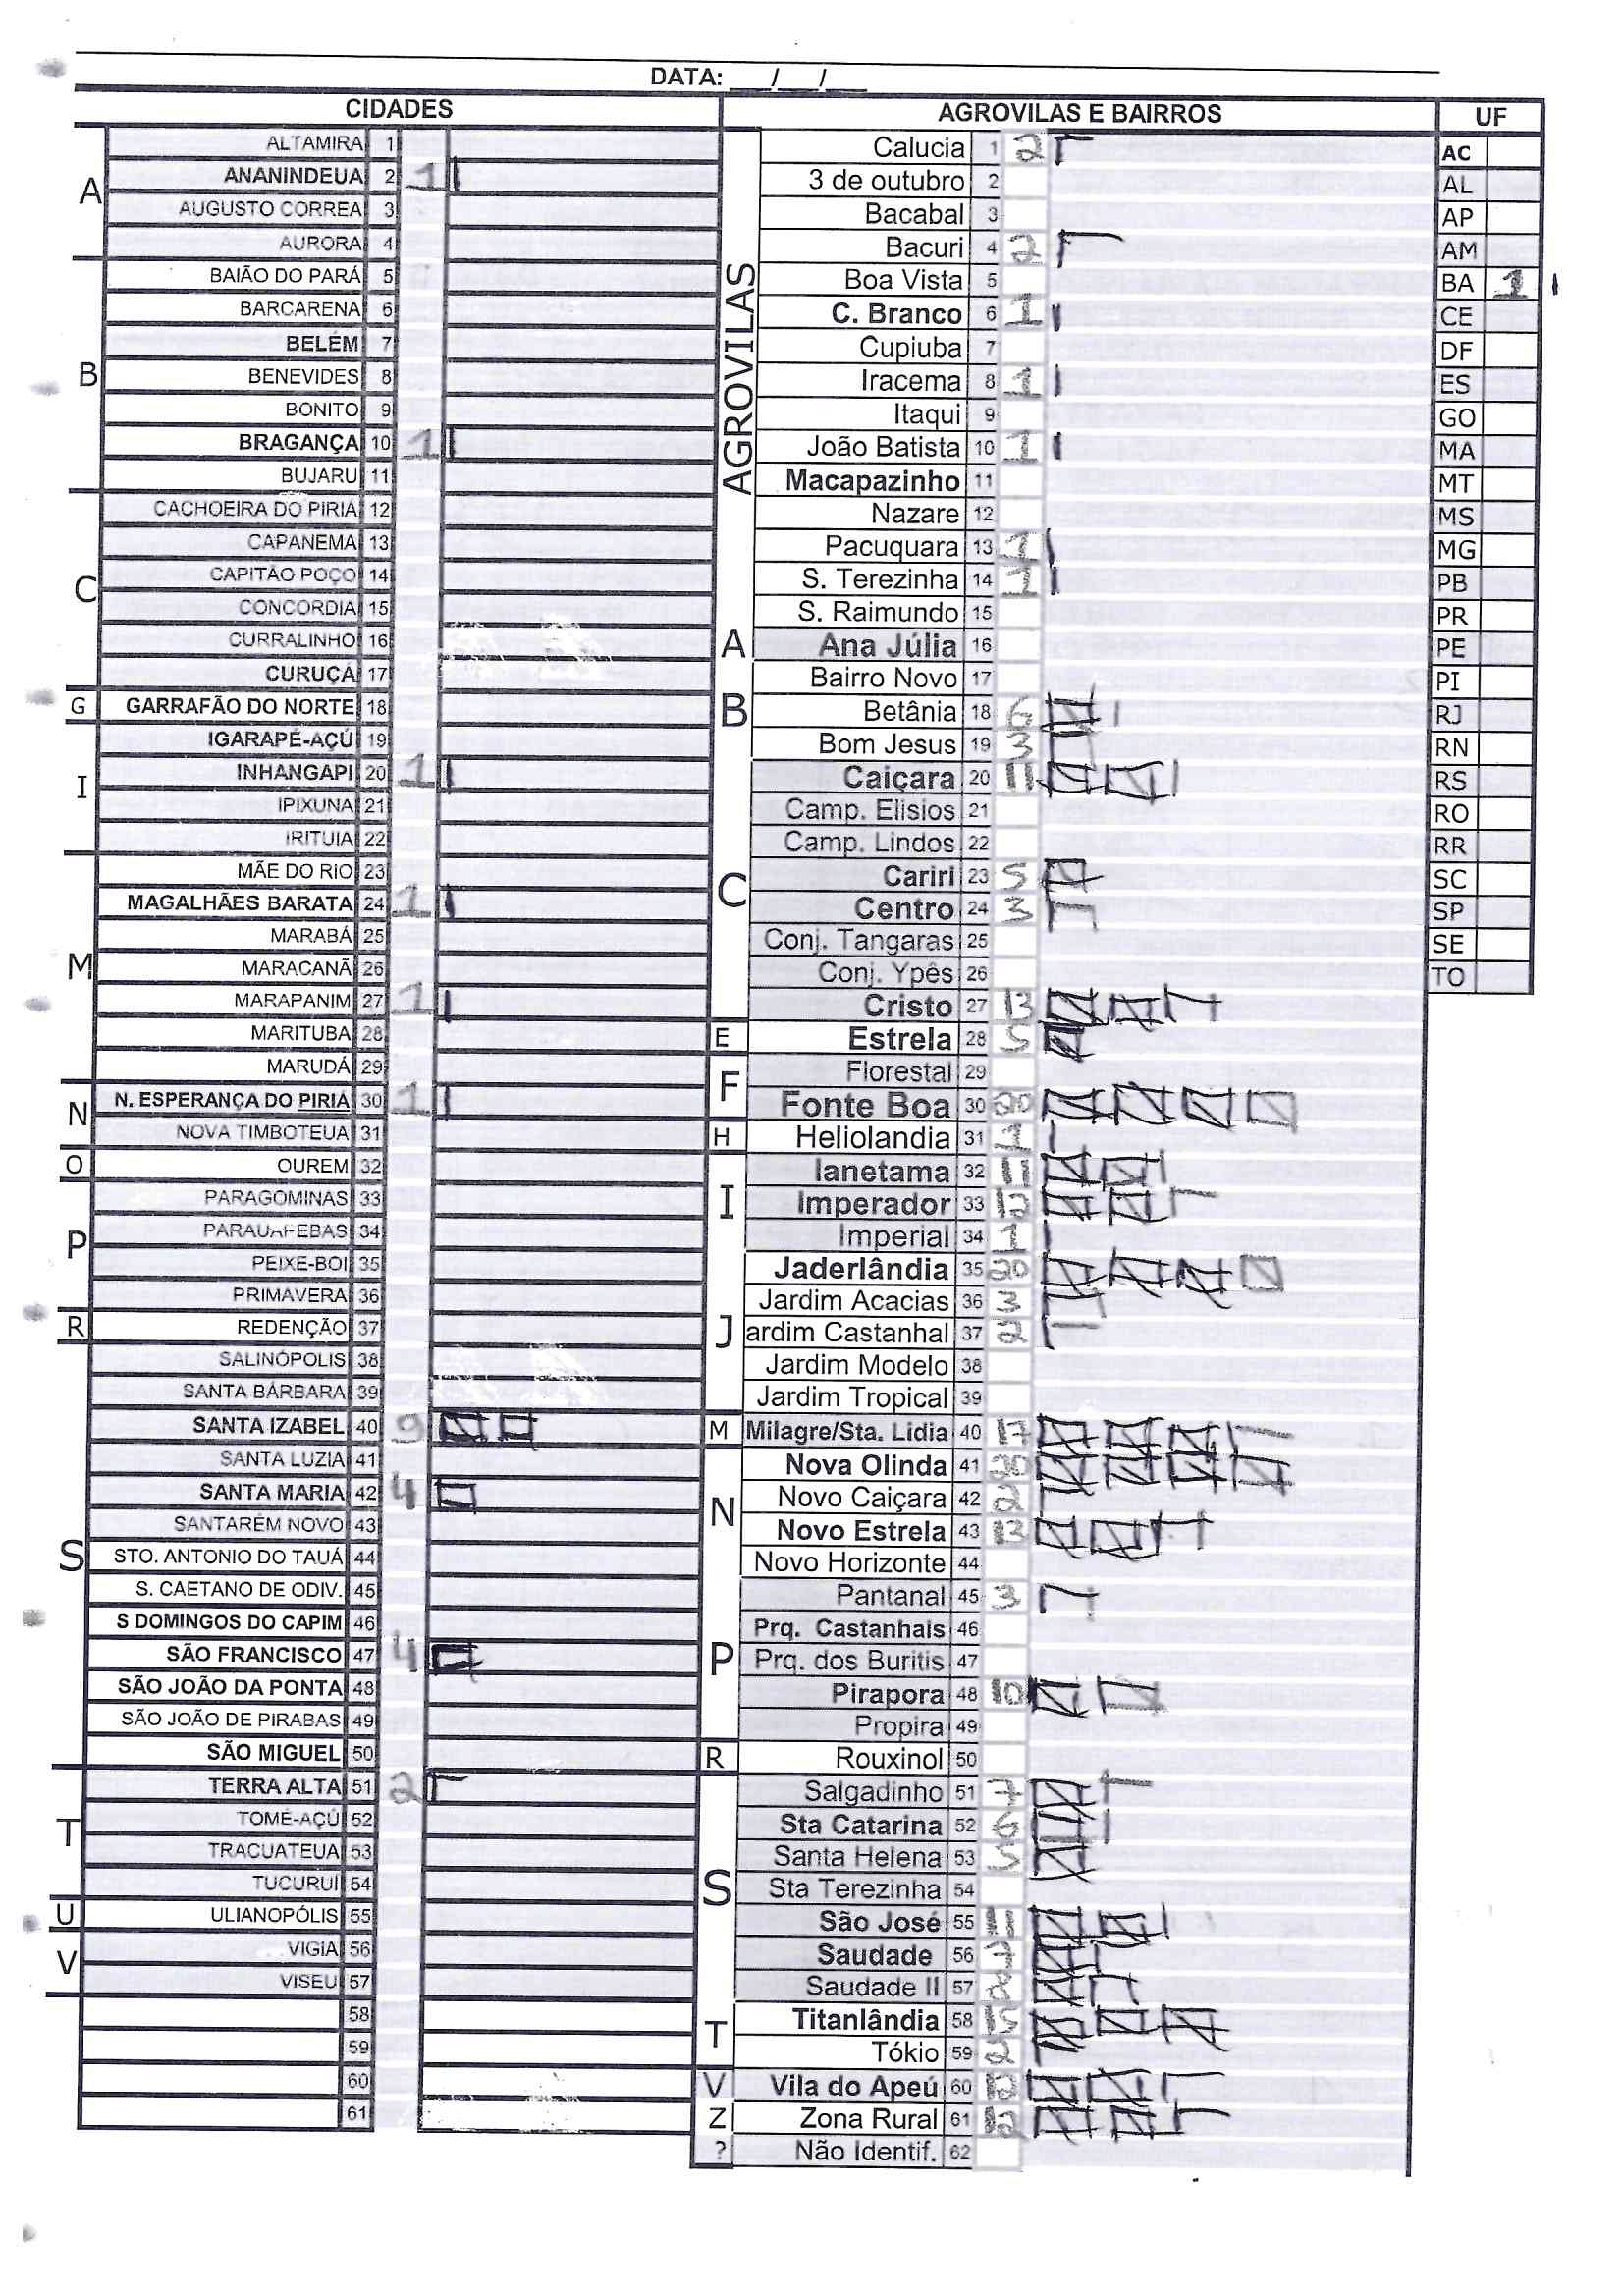 DATA: ___/___/___
CIDADES
A
ALTAMIRA 1
ANANINDEUA 2 1
AUGUSTO CORREA 3
AURORA 4
B
BAIÃO DO PARÁ 5
BARCARENA 6
BELÉM 7
BENEVIDES 8
BONITO 9
BRAGANÇA 10 1
BUJARU 11
C
CACHOEIRA DO PIRIÁ 12
CAPANEMA 13
CAPITÃO POÇO 14
CONCORDIA 15
CURRALINHO 16
CURUÇÁ 17
G
GARRAFÃO DO NORTE 18
I
IGARAPÉ-AÇÚ 19
INHANGAPI 20 1
IPIXUNA 21
IRITUIA 22
M
MÃE DO RIO 23
MAGALHÃES BARATA 24 1
MARABÁ 25
MARACANÃ 26
MARAPANIM 27 1
MARITUBA 28
MARUDÁ 29
N
N. ESPERANÇA DO PIRIÁ 30 1
NOVA TIMBOTEUA 31
O
OUREM 32
P
PARAGOMINAS 33
PARAUAPEBAS 34
PEIXE-BOI 35
PRIMAVERA 36
R
REDENÇÃO 37
S
SALINÓPOLIS 38
SANTA BÁRBARA 39
SANTA IZABEL 40 9
SANTA LUZIA 41
SANTA MARIA 42 4
SANTARÉM NOVO 43
STO. ANTONIO DO TAUÁ 44
S. CAETANO DE ODIV. 45
S DOMINGOS DO CAPIM 46
SÃO FRANCISCO 47 4
SÃO JOÃO DA PONTA 48
SÃO JOÃO DE PIRABAS 49
SÃO MIGUEL 50
T
TERRA ALTA 51 2
TOMÉ-AÇÚ 52
TRACUATEUA 53
TUCURUI 54
U
ULIANOPÓLIS 55
V
VIGIA 56
VISEU 57
58
59
60
61
AGROVILAS E BAIRROS
AGROVILAS
Calucia 1 2
3 de outubro 2
Bacabal 3
Bacuri 4 2
Boa Vista 5
C. Branco 6 1
Cupiuba 7
Iracema 8 1
Itaqui 9
João Batista 10 1
Macapazinho 11
Nazare 12
Pacuquara 13 1
S. Terezinha 14 1
S. Raimundo 15
A
Ana Júlia 16
B
Bairro Novo 17
Betânia 18 6
Bom Jesus 19 3
C
Caiçara 20 11
Camp. Elisios 21
Camp. Lindos 22
Cariri 23 5
Centro 24 3
Conj. Tangaras 25
Conj. Ypês 26
Cristo 27 13
E
Estrela 28 5
F
Florestal 29
Fonte Boa 30 20
H
Heliolandia 31 1
I
Ianetama 32 11
Imperador 33 12
Imperial 34 1
J
Jaderlândia 35 20
Jardim Acacias 36 3
ardim Castanhal 37 2
Jardim Modelo 38
Jardim Tropical 39
M
Milagre/Sta. Lidia 40 17
N
Nova Olinda 41 20
Novo Caiçara 42 2
Novo Estrela 43
Novo Horizonte 44
P
Pantanal 45 3
Prq. Castanhais 46
Prq. dos Buritis 47
Pirapora 48 10
Propira 49
R
Rouxinol 50
S
Salgadinho 51 7
Sta Catarina 52 6
Santa Helena 53 5
Sta Terezinha 54
São José 55 11
Saudade 56
Saudade II 57
T
Titanlândia 58 15
Tókio 59 2
V
Vila do Apeú 60
Z
Zona Rural 61 12
?
Não Identif. 62
UF
AC
AL
AP
AM
BA 1
CE
DF
ES
GO
MA
MT
MS
MG
PB
PR
PE
PI
RJ
RN
RS
RO
RR
SC
SP
SE
TO